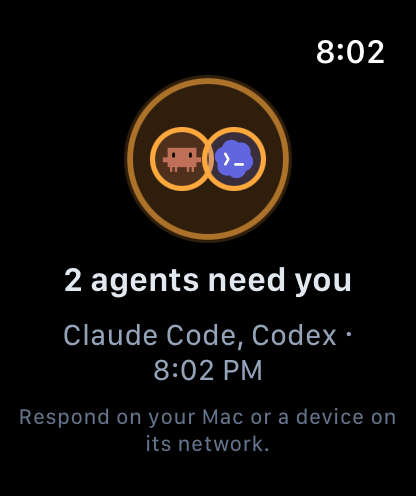 8:02
2 agents need you
Claude Code, Codex ·
8:02 PM
Respond on your Mac or a device on
its network.